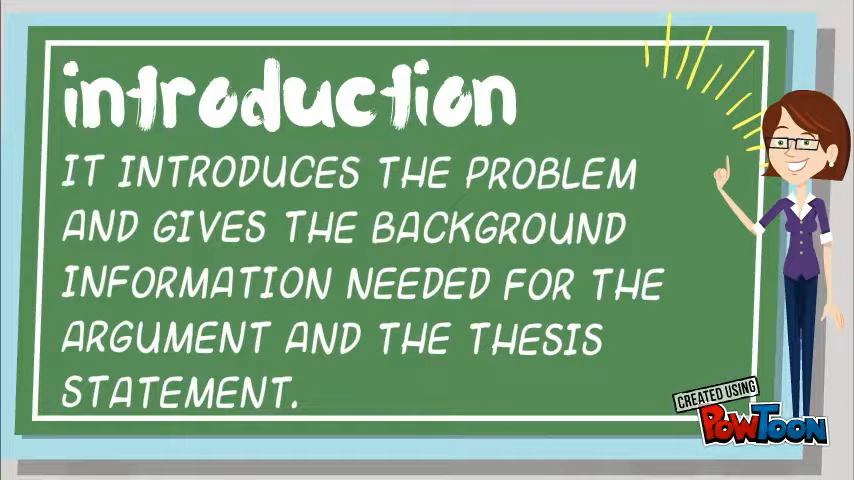 introduction
IT INTRODUCES THE PROBLEM
AND GIVES THE BACKGROUND
INFORMATION NEEDED FOR THE
ARGUMENT AND THE THESIS
STATEMENT.
CREATED USING
POWTOON